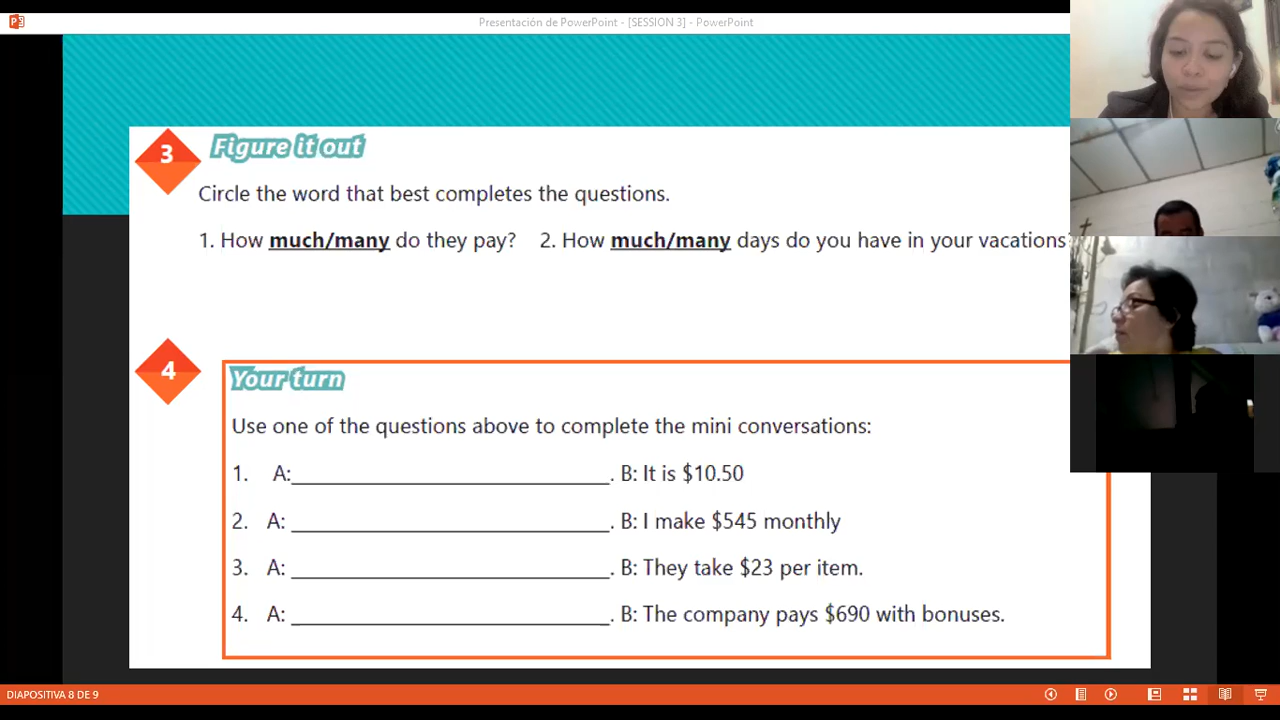 Presentación de PowerPoint - [SESSION 3] - PowerPoint
3 Figure it out
Circle the word that best completes the questions.
1. How much/many do they pay? 2. How much/many days do you have in your vacations?
4 Your turn
Use one of the questions above to complete the mini conversations:
1. A:______________________________. B: It is $10.50
2. A: ______________________________. B: I make $545 monthly
3. A: ______________________________. B: They take $23 per item.
4. A: ______________________________. B: The company pays $690 with bonuses.
DIAPOSITIVA 8 DE 9